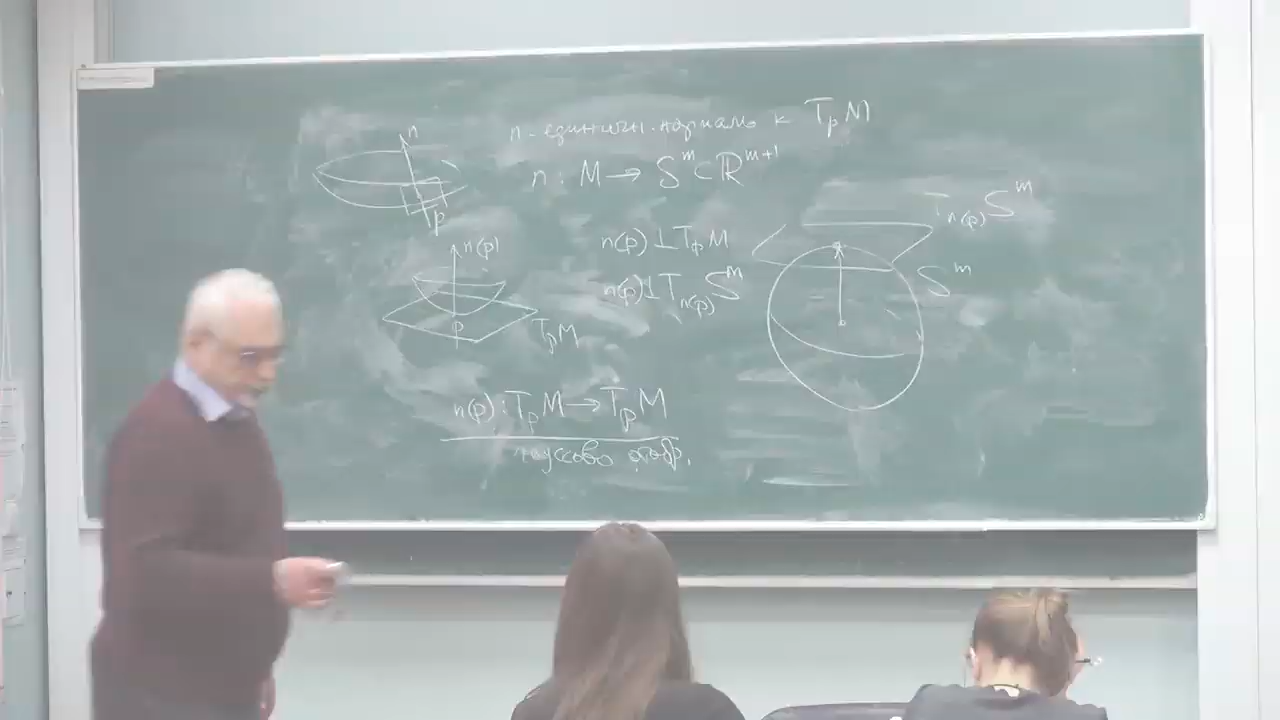 n - единичн. нормаль к TₚM
n : M → Sᵐ ⊂ ℝᵐ⁺¹
n
p
n(p) ⊥ TₚM
n(p) ⊥ Tₙ₍ₚ₎Sᵐ
n(p)
p
TₚM
Tₙ₍ₚ₎Sᵐ
Sᵐ
n(p) : TₚM → TₚM
гауссово отобр.